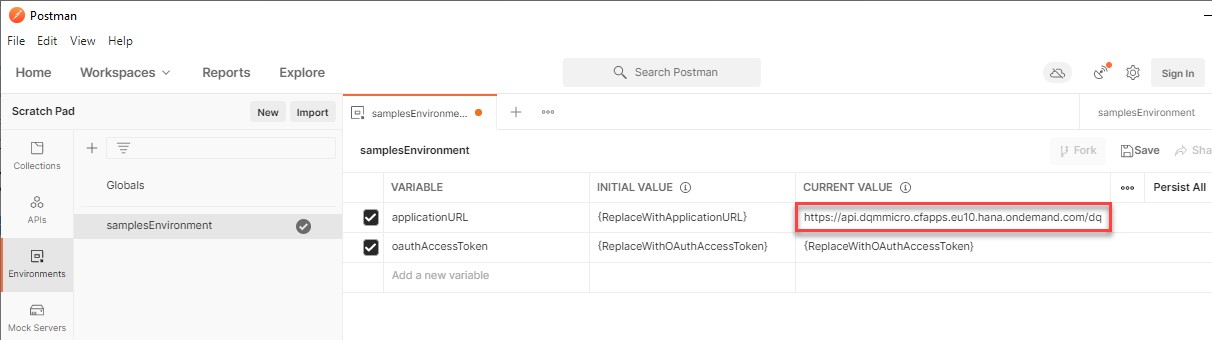 Postman
File Edit View Help
Home Workspaces Reports Explore Search Postman Sign In
Scratch Pad New Import samplesEnvironme... samplesEnvironment
Collections
APIs
Environments
Mock Servers
Globals
samplesEnvironment
samplesEnvironment Fork Save Sha
VARIABLE INITIAL VALUE CURRENT VALUE Persist All
applicationURL {ReplaceWithApplicationURL} https://api.dqmmicro.cfapps.eu10.hana.ondemand.com/dq
oauthAccessToken {ReplaceWithOAuthAccessToken} {ReplaceWithOAuthAccessToken}
Add a new variable